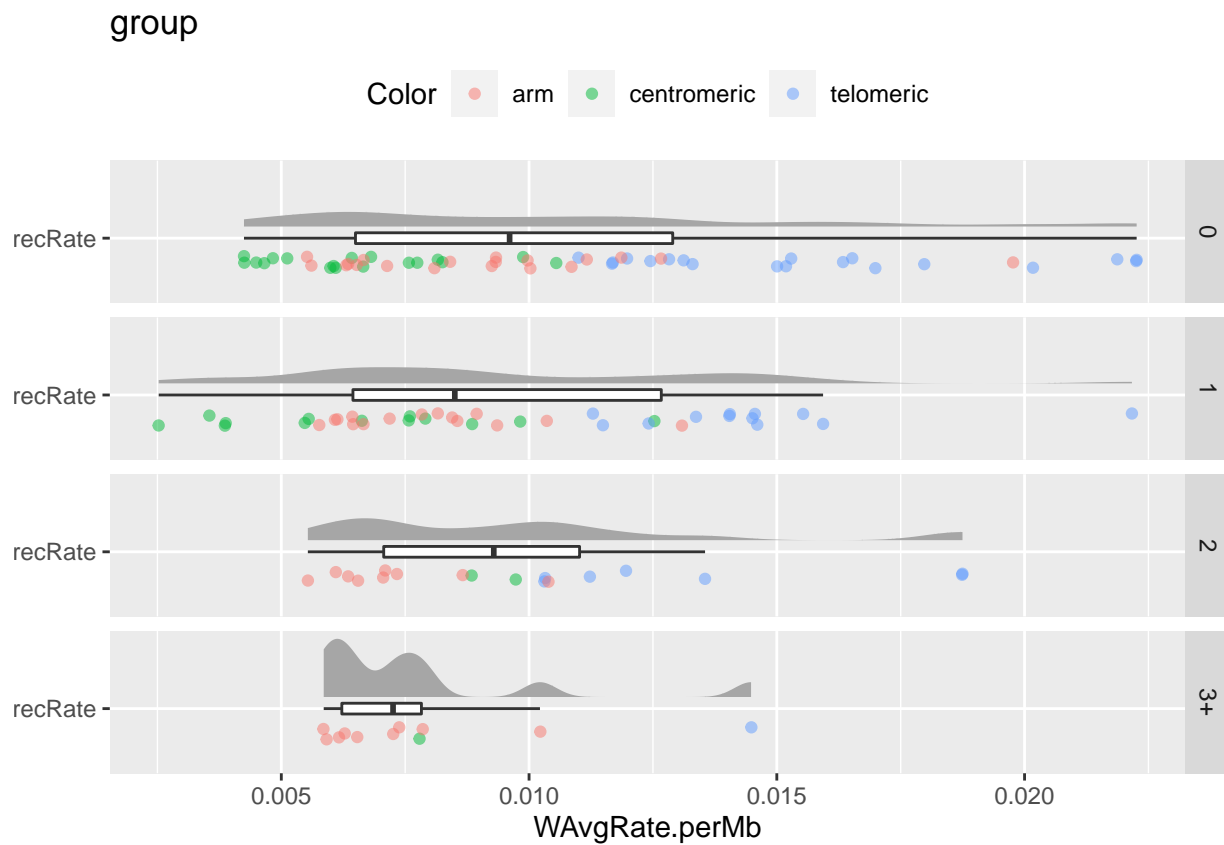 group
Color arm centromeric telomeric
recRate 0
recRate 1
recRate 2
recRate 3+
0.005 0.010 0.015 0.020
WAvgRate.perMb